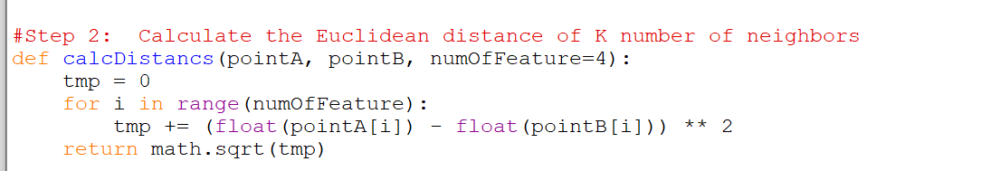 #Step 2:  Calculate the Euclidean distance of K number of neighbors
def calcDistancs(pointA, pointB, numOfFeature=4):
    tmp = 0
    for i in range(numOfFeature):
        tmp += (float(pointA[i]) - float(pointB[i])) ** 2
    return math.sqrt(tmp)